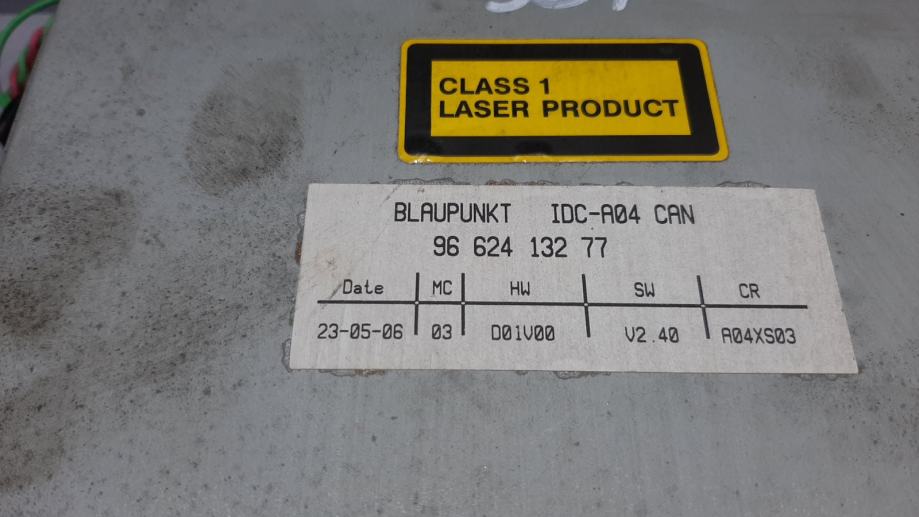 CLASS 1
LASER PRODUCT
BLAUPUNKT IDC-A04 CAN
96 624 132 77
Date MC HW SW CR
23-05-06 03 D01V00 V2.40 A04XS03